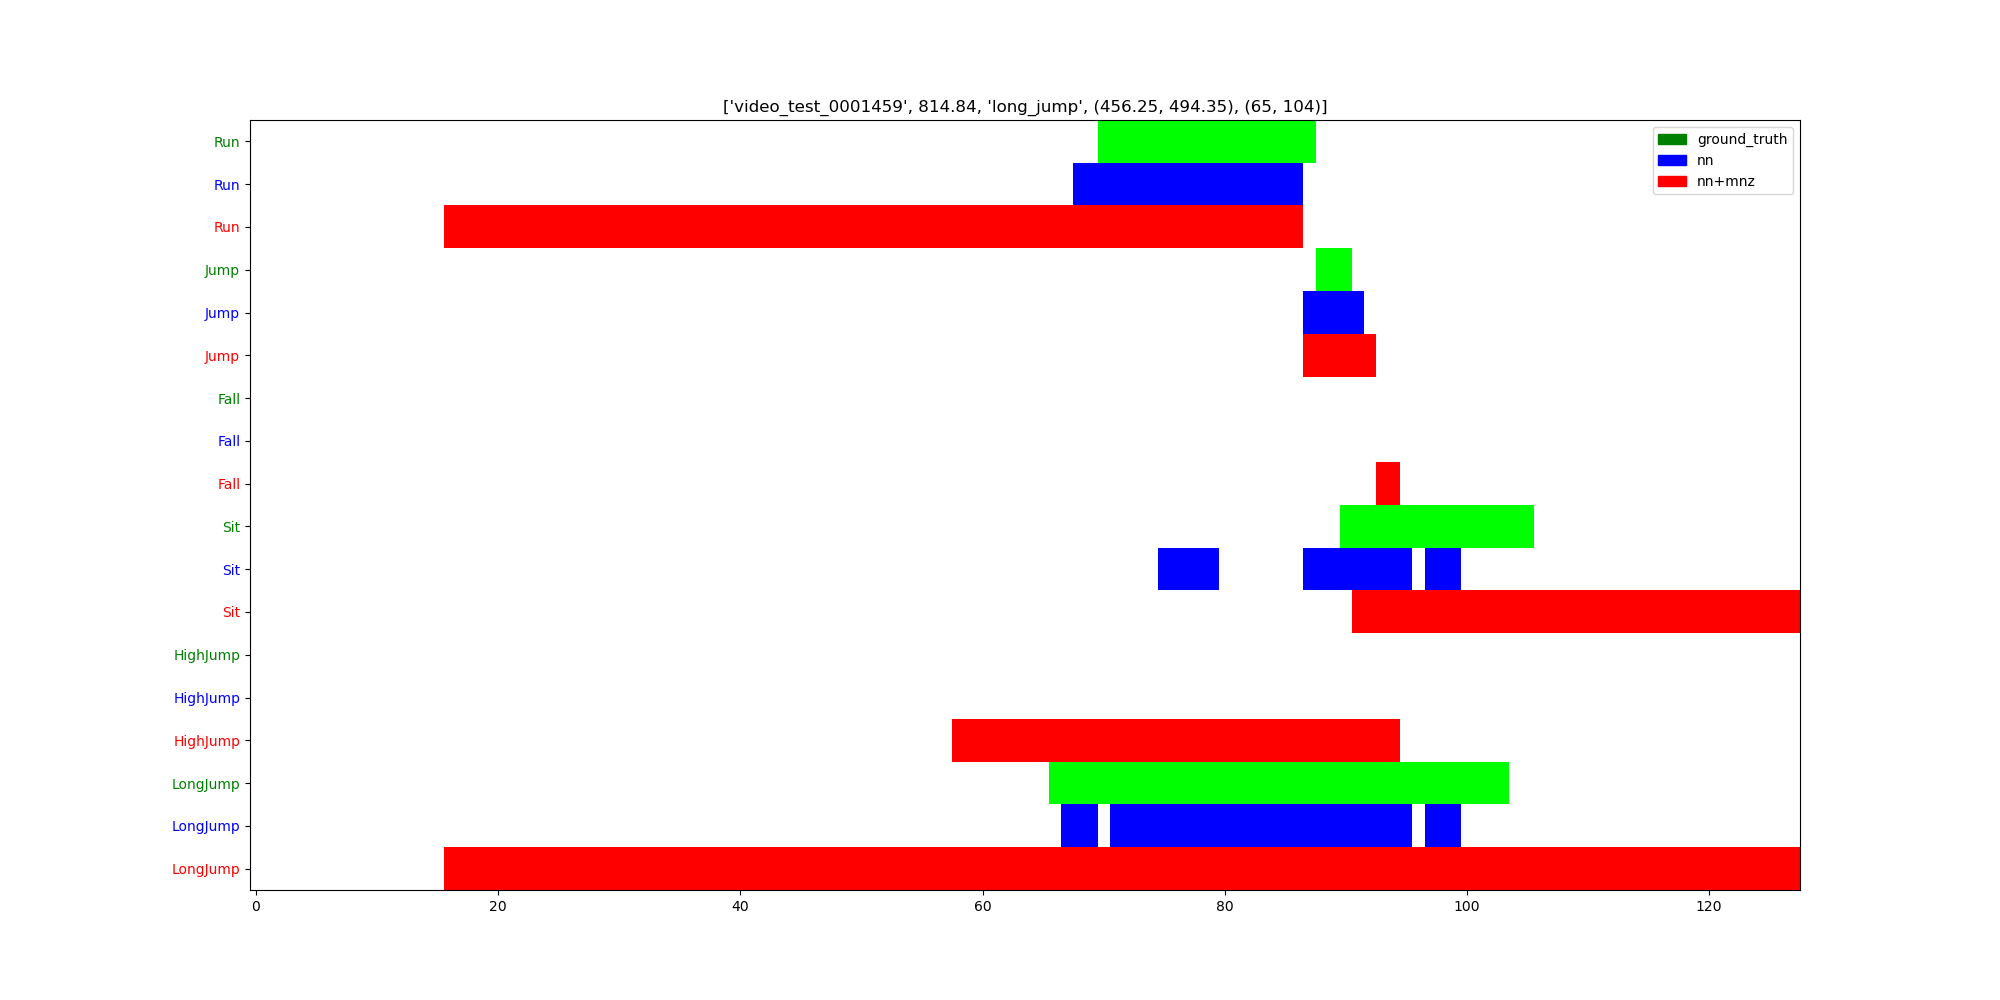 ['video_test_0001459', 814.84, 'long_jump', (456.25, 494.35), (65, 104)]
ground_truth
nn
nn+mnz
Run
Run
Run
Jump
Jump
Jump
Fall
Fall
Fall
Sit
Sit
Sit
HighJump
HighJump
HighJump
LongJump
LongJump
LongJump
0 20 40 60 80 100 120